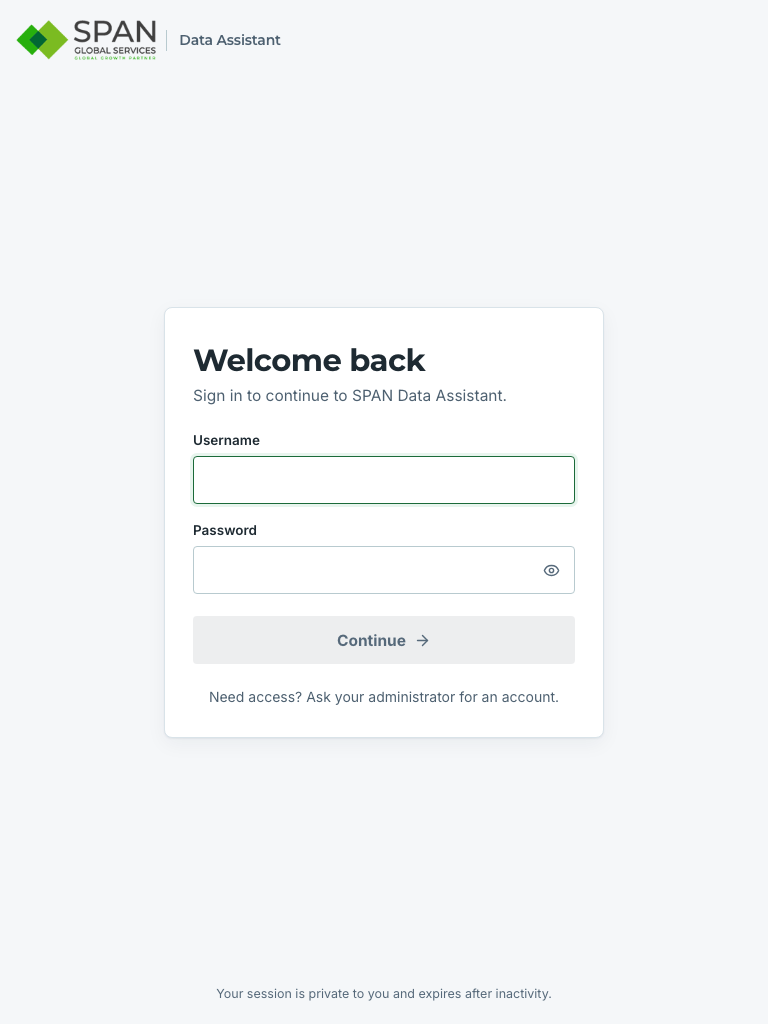 SPAN
GLOBAL SERVICES
GLOBAL GROWTH PARTNER
Data Assistant
Welcome back
Sign in to continue to SPAN Data Assistant.
Username
Password
Continue →
Need access? Ask your administrator for an account.
Your session is private to you and expires after inactivity.